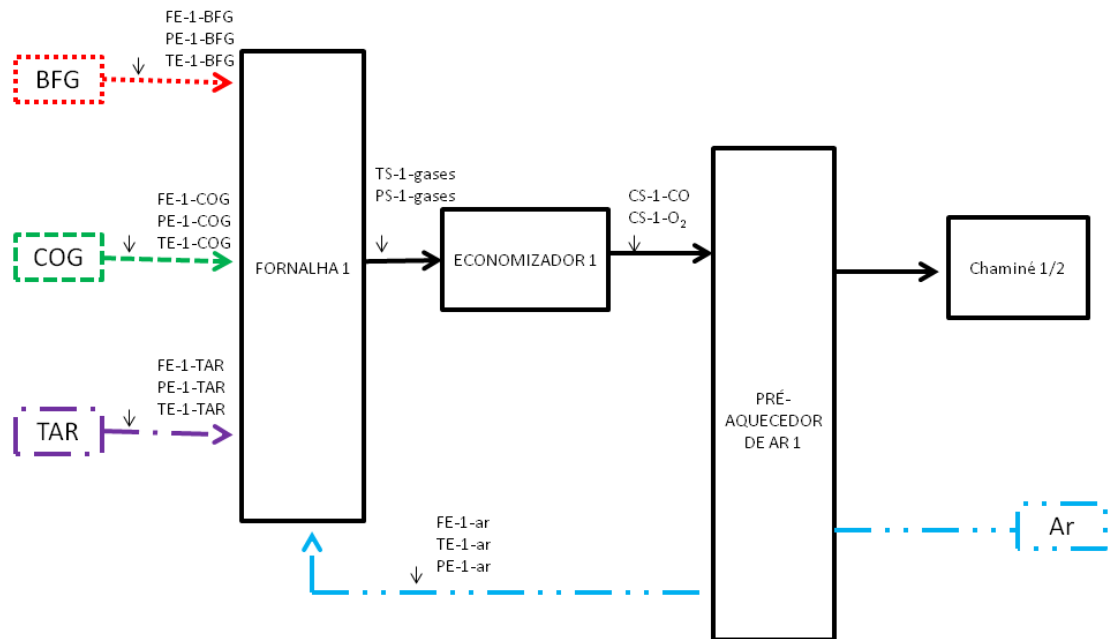 FE-1-BFG
PE-1-BFG
TE-1-BFG
BFG
FE-1-COG
PE-1-COG
TE-1-COG
COG
FE-1-TAR
PE-1-TAR
TE-1-TAR
TAR
FORNALHA 1
TS-1-gases
PS-1-gases
ECONOMIZADOR 1
CS-1-CO
CS-1-O₂
PRÉ-
AQUECEDOR
DE AR 1
Chaminé 1/2
FE-1-ar
TE-1-ar
PE-1-ar
Ar